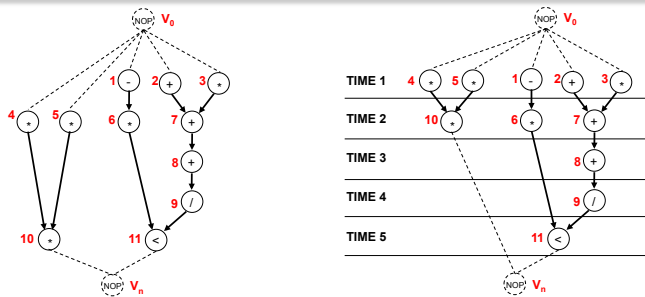 NOP V0 NOP V0
1 - 2 + 3 * TIME 1 4 * 5 * 1 - 2 + 3 *
4 * 5 * 6 * 7 + TIME 2 10 * 6 * 7 +
8 + TIME 3 8 +
9 / TIME 4 9 /
10 * 11 < TIME 5 11 <
NOP Vn NOP Vn